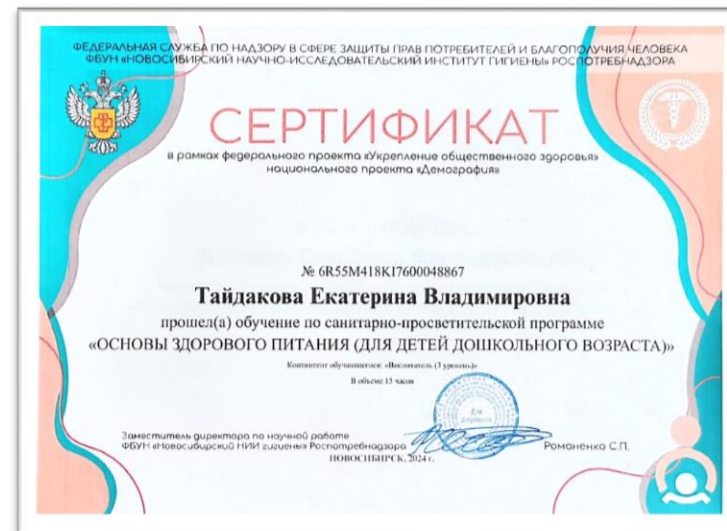 ФЕДЕРАЛЬНАЯ СЛУЖБА ПО НАДЗОРУ В СФЕРЕ ЗАЩИТЫ ПРАВ ПОТРЕБИТЕЛЕЙ И БЛАГОПОЛУЧИЯ ЧЕЛОВЕКА
ФБУН «НОВОСИБИРСКИЙ НАУЧНО-ИССЛЕДОВАТЕЛЬСКИЙ ИНСТИТУТ ГИГИЕНЫ» РОСПОТРЕБНАДЗОРА
СЕРТИФИКАТ
в рамках федерального проекта «Укрепление общественного здоровья»
национального проекта «Демография»
№ 6R55M418KI7600048867
Тайдакова Екатерина Владимировна
прошел(а) обучение по санитарно-просветительской программе
«ОСНОВЫ ЗДОРОВОГО ПИТАНИЯ (ДЛЯ ДЕТЕЙ ДОШКОЛЬНОГО ВОЗРАСТА)»
Контингент обучающегося: «Воспитатель (3 уровень)»
В объеме 15 часов
Заместитель директора по научной работе
ФБУН «Новосибирский НИИ гигиены» Роспотребнадзора
Романенко С.П.
НОВОСИБИРСК, 2024 г.